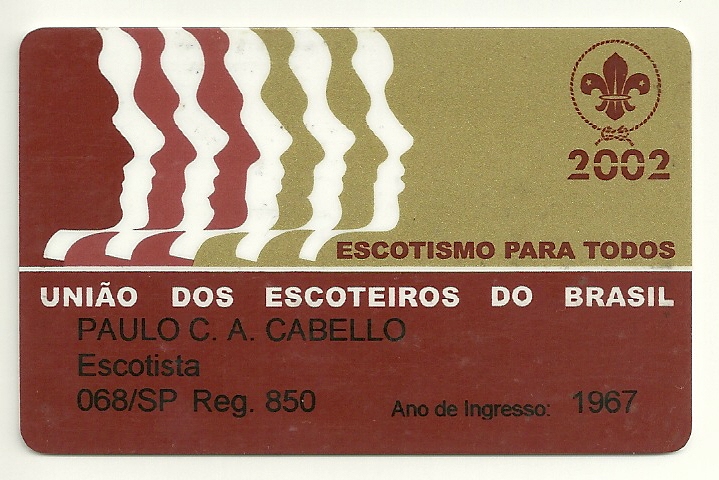 2002
ESCOTISMO PARA TODOS
UNIÃO DOS ESCOTEIROS DO BRASIL
PAULO C. A. CABELLO
Escotista
068/SP Reg. 850
Ano de Ingresso: 1967